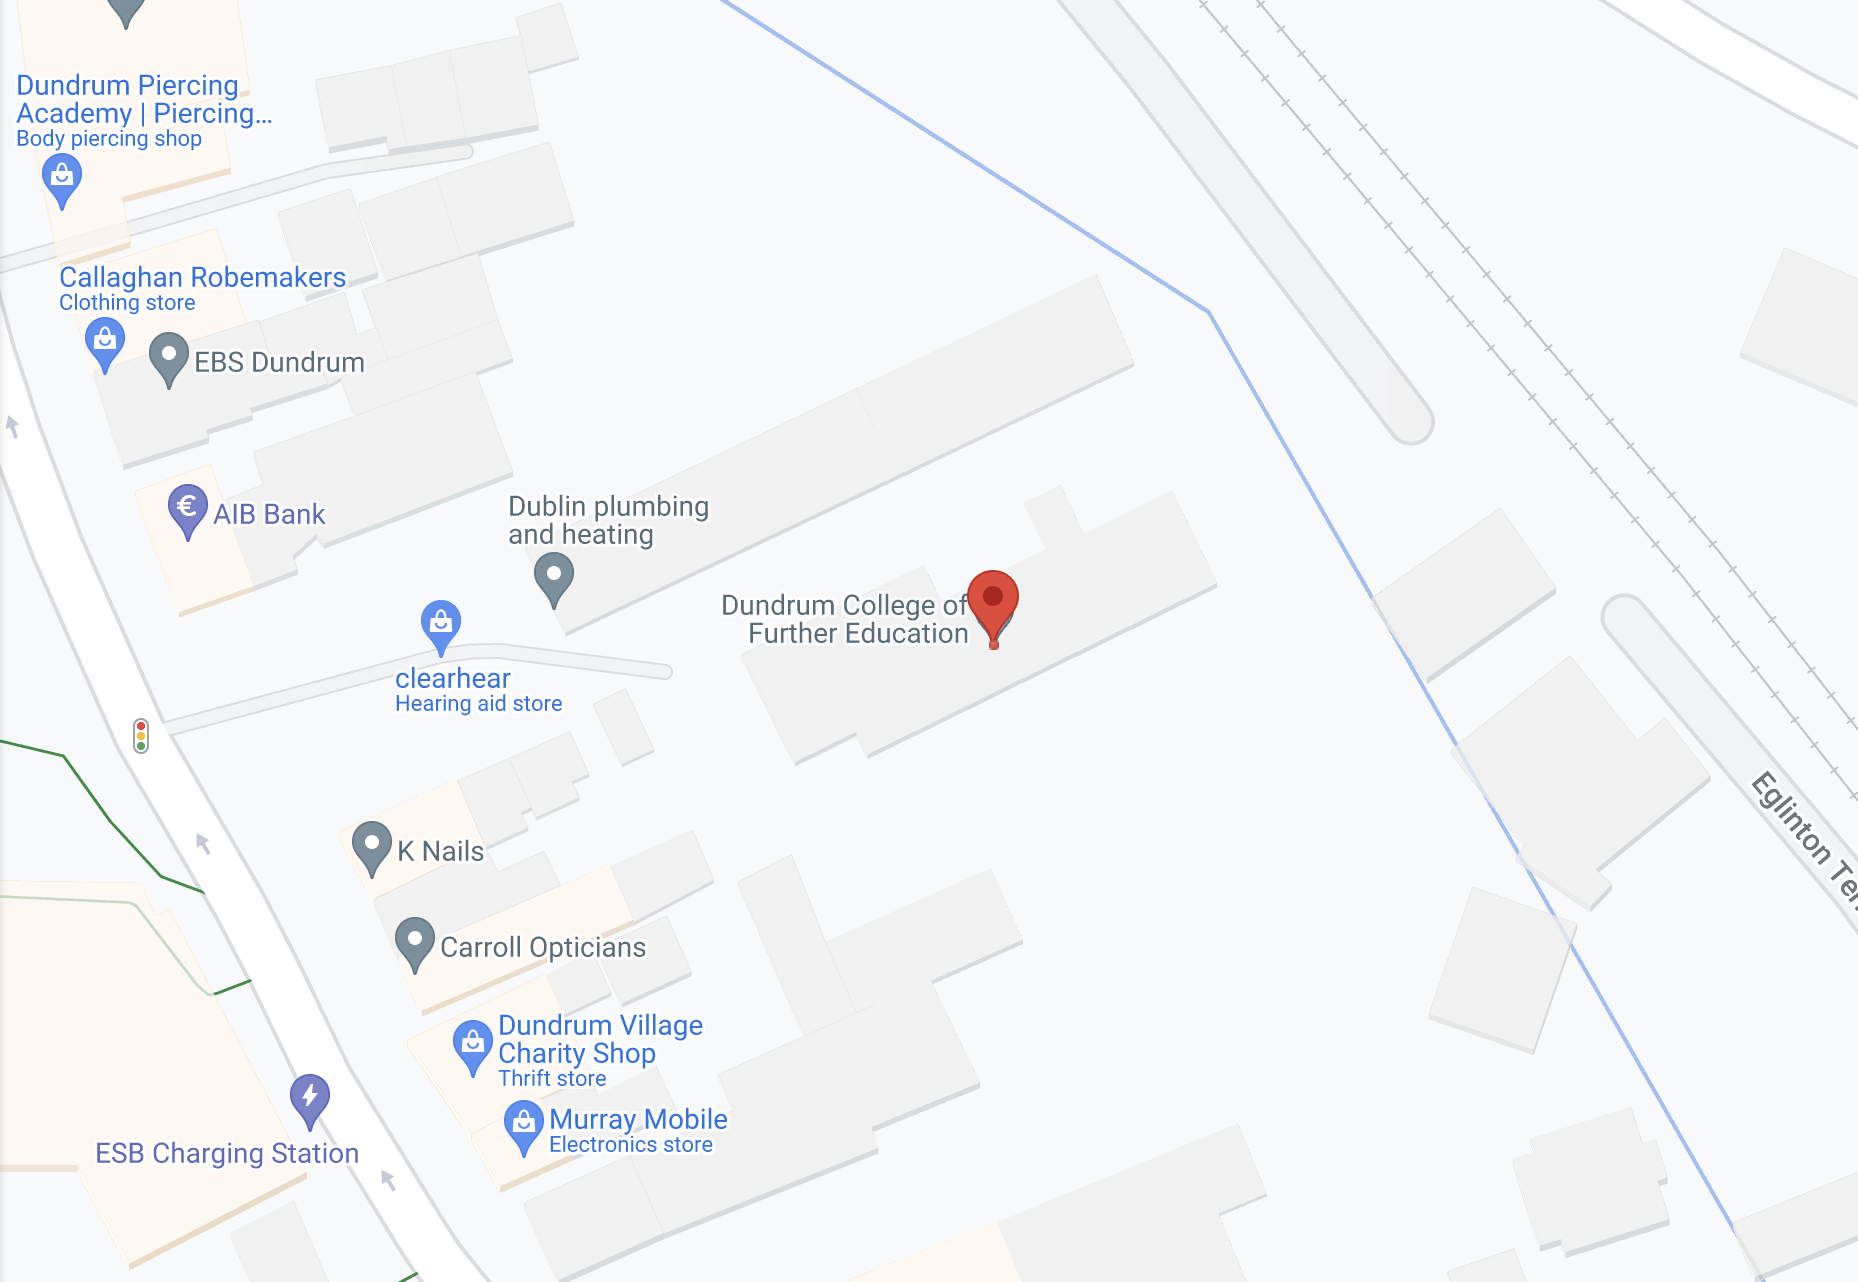 Dundrum Piercing
Academy | Piercing...
Body piercing shop
Callaghan Robemakers
Clothing store
EBS Dundrum
AIB Bank
Dublin plumbing
and heating
Dundrum College of
Further Education
clearhear
Hearing aid store
K Nails
Carroll Opticians
Dundrum Village
Charity Shop
Thrift store
Murray Mobile
Electronics store
ESB Charging Station
Eglinton